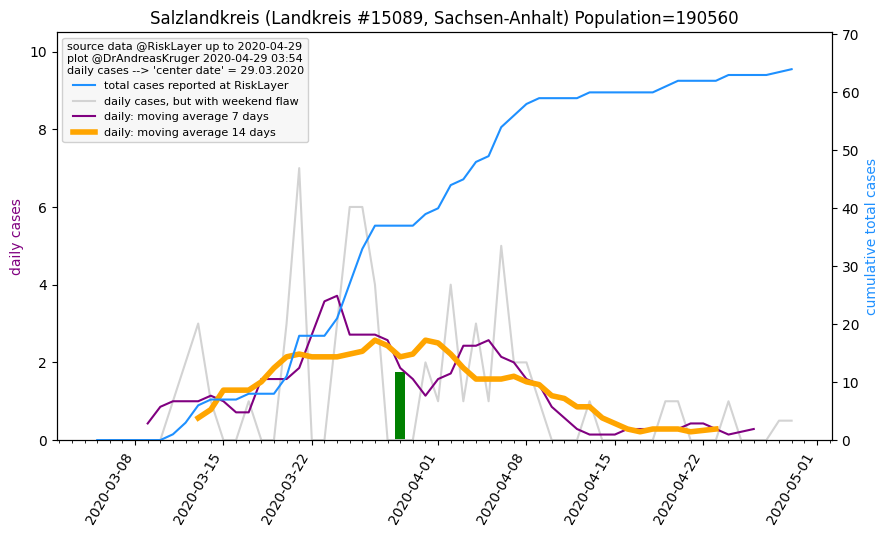 Salzlandkreis (Landkreis #15089, Sachsen-Anhalt) Population=190560
source data @RiskLayer up to 2020-04-29
plot @DrAndreasKruger 2020-04-29 03:54
daily cases --> 'center date' = 29.03.2020
total cases reported at RiskLayer
daily cases, but with weekend flaw
daily: moving average 7 days
daily: moving average 14 days
daily cases
10
8
6
4
2
0
70
60
50
40
30
20
10
0
cumulative total cases
2020-03-08
2020-03-15
2020-03-22
2020-04-01
2020-04-08
2020-04-15
2020-04-22
2020-05-01